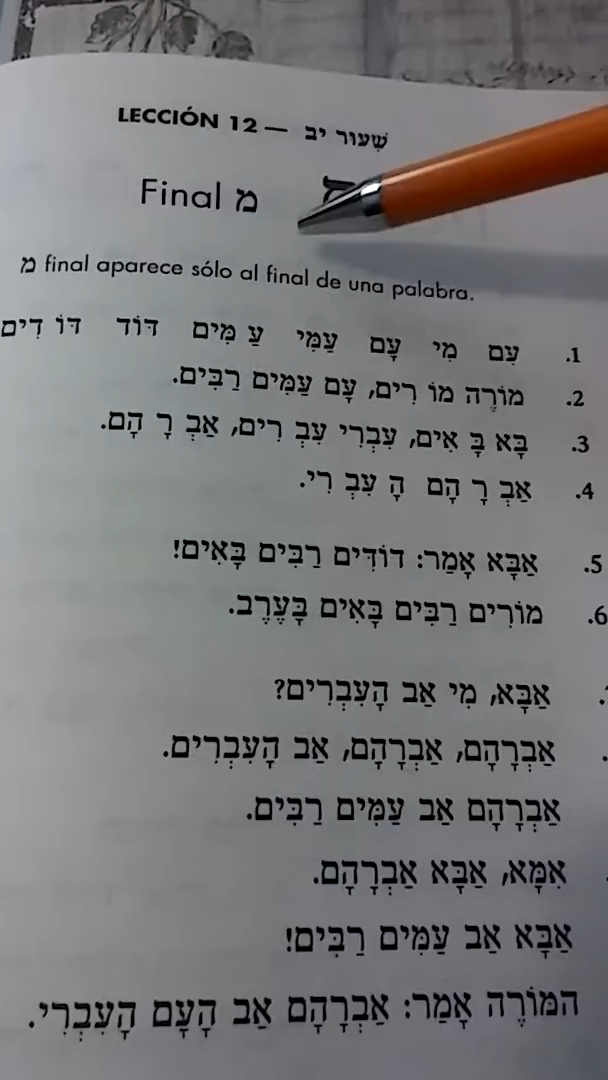 LECCIÓN 12 — שִׁעוּר יב
Final מ
מ final aparece sólo al final de una palabra.
1. עִם מִי עָם עַמִּי עַ מִּים דּוֹד דּוֹ דִים
2. מוֹרֶה מוֹ רִים, עָם עַמִּים רַבִּים.
3. בָּא בָּ אִים, עִבְרִי עִבְ רִים, אַבְ רָ הָם.
4. אַבְ רָ הָם הָ עִבְ רִי.
5. אַבָּא אָמַר: דּוֹדִים רַבִּים בָּאִים!
6. מוֹרִים רַבִּים בָּאִים בָּעֶרֶב.
אַבָּא, מִי אַב הָעִבְרִים?
אַבְרָהָם, אַבְרָהָם, אַב הָעִבְרִים.
אַבְרָהָם אַב עַמִּים רַבִּים.
אִמָּא, אַבָּא אַבְרָהָם.
אַבָּא אַב עַמִּים רַבִּים!
הַמּוֹרֶה אָמַר: אַבְרָהָם אַב הָעָם הָעִבְרִי.